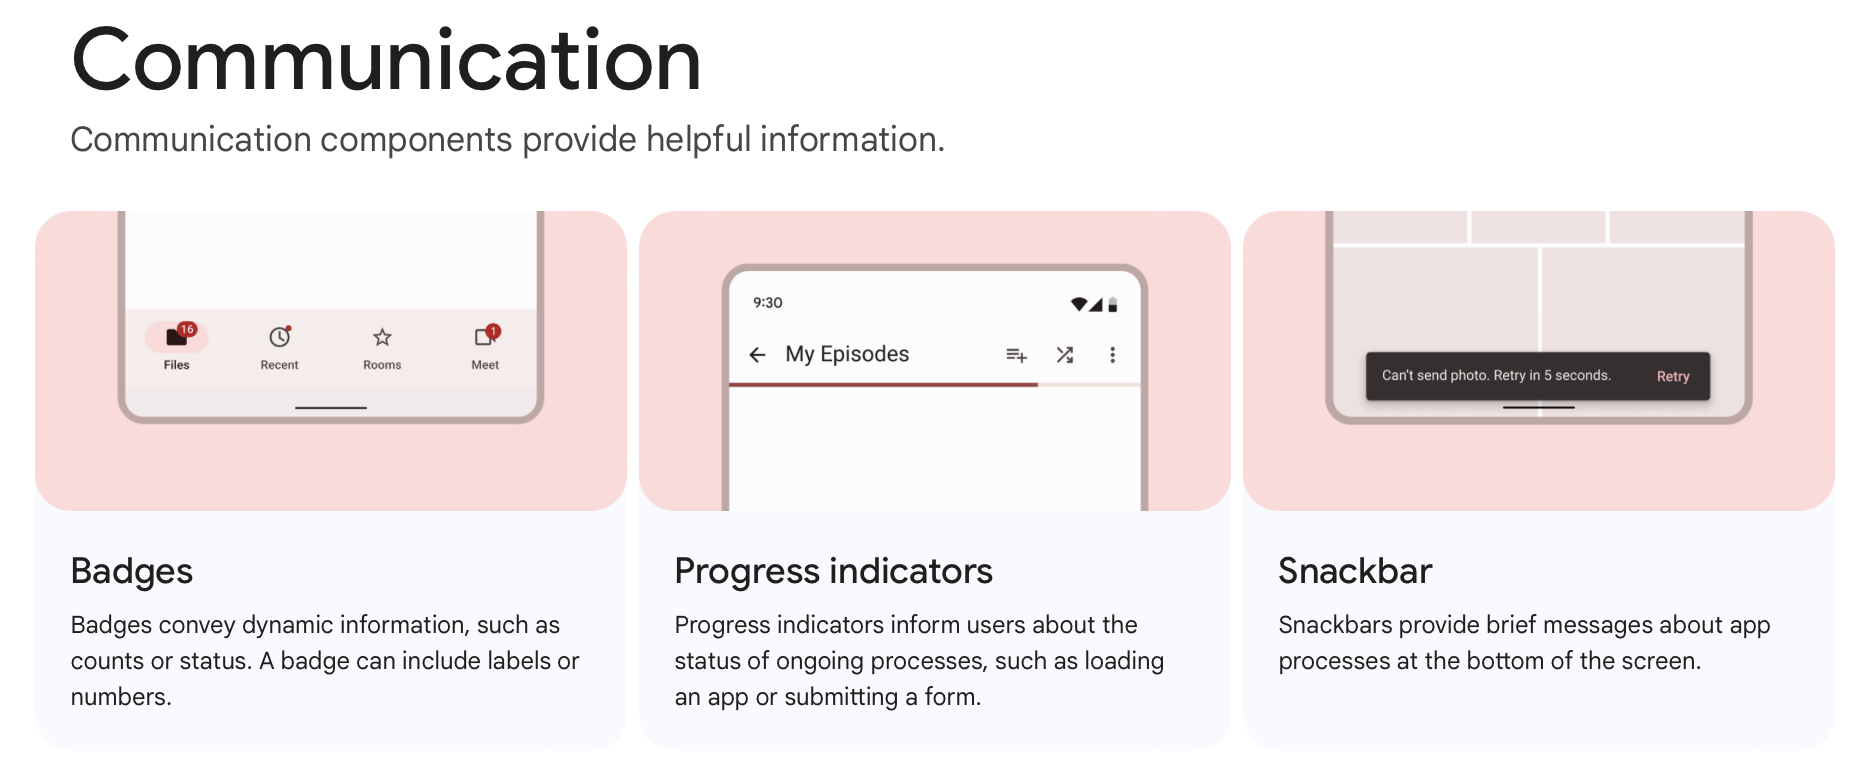 Communication
Communication components provide helpful information.
16
1
Files
Recent
Rooms
Meet
9:30
My Episodes
Can't send photo. Retry in 5 seconds.
Retry
Badges
Badges convey dynamic information, such as
counts or status. A badge can include labels or
numbers.
Progress indicators
Progress indicators inform users about the
status of ongoing processes, such as loading
an app or submitting a form.
Snackbar
Snackbars provide brief messages about app
processes at the bottom of the screen.